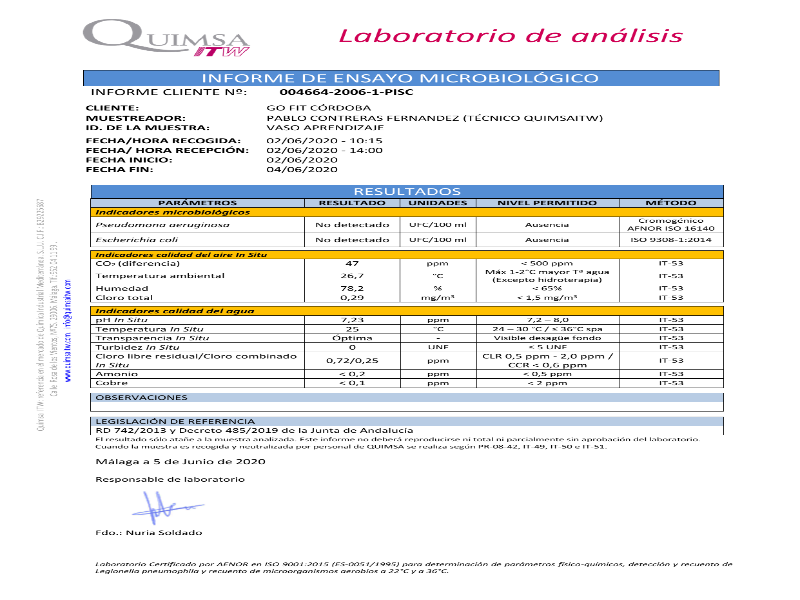 QUIMSA
ITW
Laboratorio de análisis
INFORME DE ENSAYO MICROBIOLÓGICO
INFORME CLIENTE Nº: 004664-2006-1-PISC
CLIENTE: GO FIT CÓRDOBA
MUESTREADOR: PABLO CONTRERAS FERNANDEZ (TÉCNICO QUIMSAITW)
ID. DE LA MUESTRA: VASO APRENDIZAJE
FECHA/HORA RECOGIDA: 02/06/2020 - 10:15
FECHA/ HORA RECEPCIÓN: 02/06/2020 - 14:00
FECHA INICIO: 02/06/2020
FECHA FIN: 04/06/2020
RESULTADOS
PARÁMETROS RESULTADO UNIDADES NIVEL PERMITIDO MÉTODO
Indicadores microbiológicos
Pseudomona aeruginosa No detectado UFC/100 ml Ausencia Cromogénico AFNOR ISO 16140
Escherichia coli No detectado UFC/100 ml Ausencia ISO 9308-1:2014
Indicadores calidad del aire In Situ
CO₂ (diferencia) 47 ppm < 500 ppm IT-53
Temperatura ambiental 26,7 °C Máx 1-2°C mayor Tª agua (Excepto hidroterapia) IT-53
Humedad 78,2 % < 65% IT-53
Cloro total 0,29 mg/m³ < 1,5 mg/m³ IT-53
Indicadores calidad del agua
pH In Situ 7,23 ppm 7,2 – 8,0 IT-53
Temperatura In Situ 25 °C 24 – 30 °C / ≤ 36°C spa IT-53
Transparencia In Situ Óptima - Visible desagüe fondo IT-53
Turbidez In Situ 0 UNF ≤ 5 UNF IT-53
Cloro libre residual/Cloro combinado In Situ 0,72/0,25 ppm CLR 0,5 ppm - 2,0 ppm / CCR ≤ 0,6 ppm IT-53
Amonio < 0,2 ppm ≤ 0,5 ppm IT-53
Cobre < 0,1 ppm < 2 ppm IT-53
OBSERVACIONES
LEGISLACIÓN DE REFERENCIA
RD 742/2013 y Decreto 485/2019 de la Junta de Andalucía
El resultado sólo atañe a la muestra analizada. Este informe no deberá reproducirse ni total ni parcialmente sin aprobación del laboratorio.
Cuando la muestra es recogida y neutralizada por personal de QUIMSA se realiza según PR-08-42, IT-49, IT-50 e IT-51.
Málaga a 5 de Junio de 2020
Responsable de laboratorio
Fdo.: Nuria Soldado
Laboratorio Certificado por AENOR en ISO 9001:2015 (ES-0051/1995) para determinación de parámetros físico-químicos, detección y recuento de
Legionella pneumophila y recuento de microorganismos aerobios a 22°C y a 36°C.
www.quimsaitw.com info@quimsaitw.com